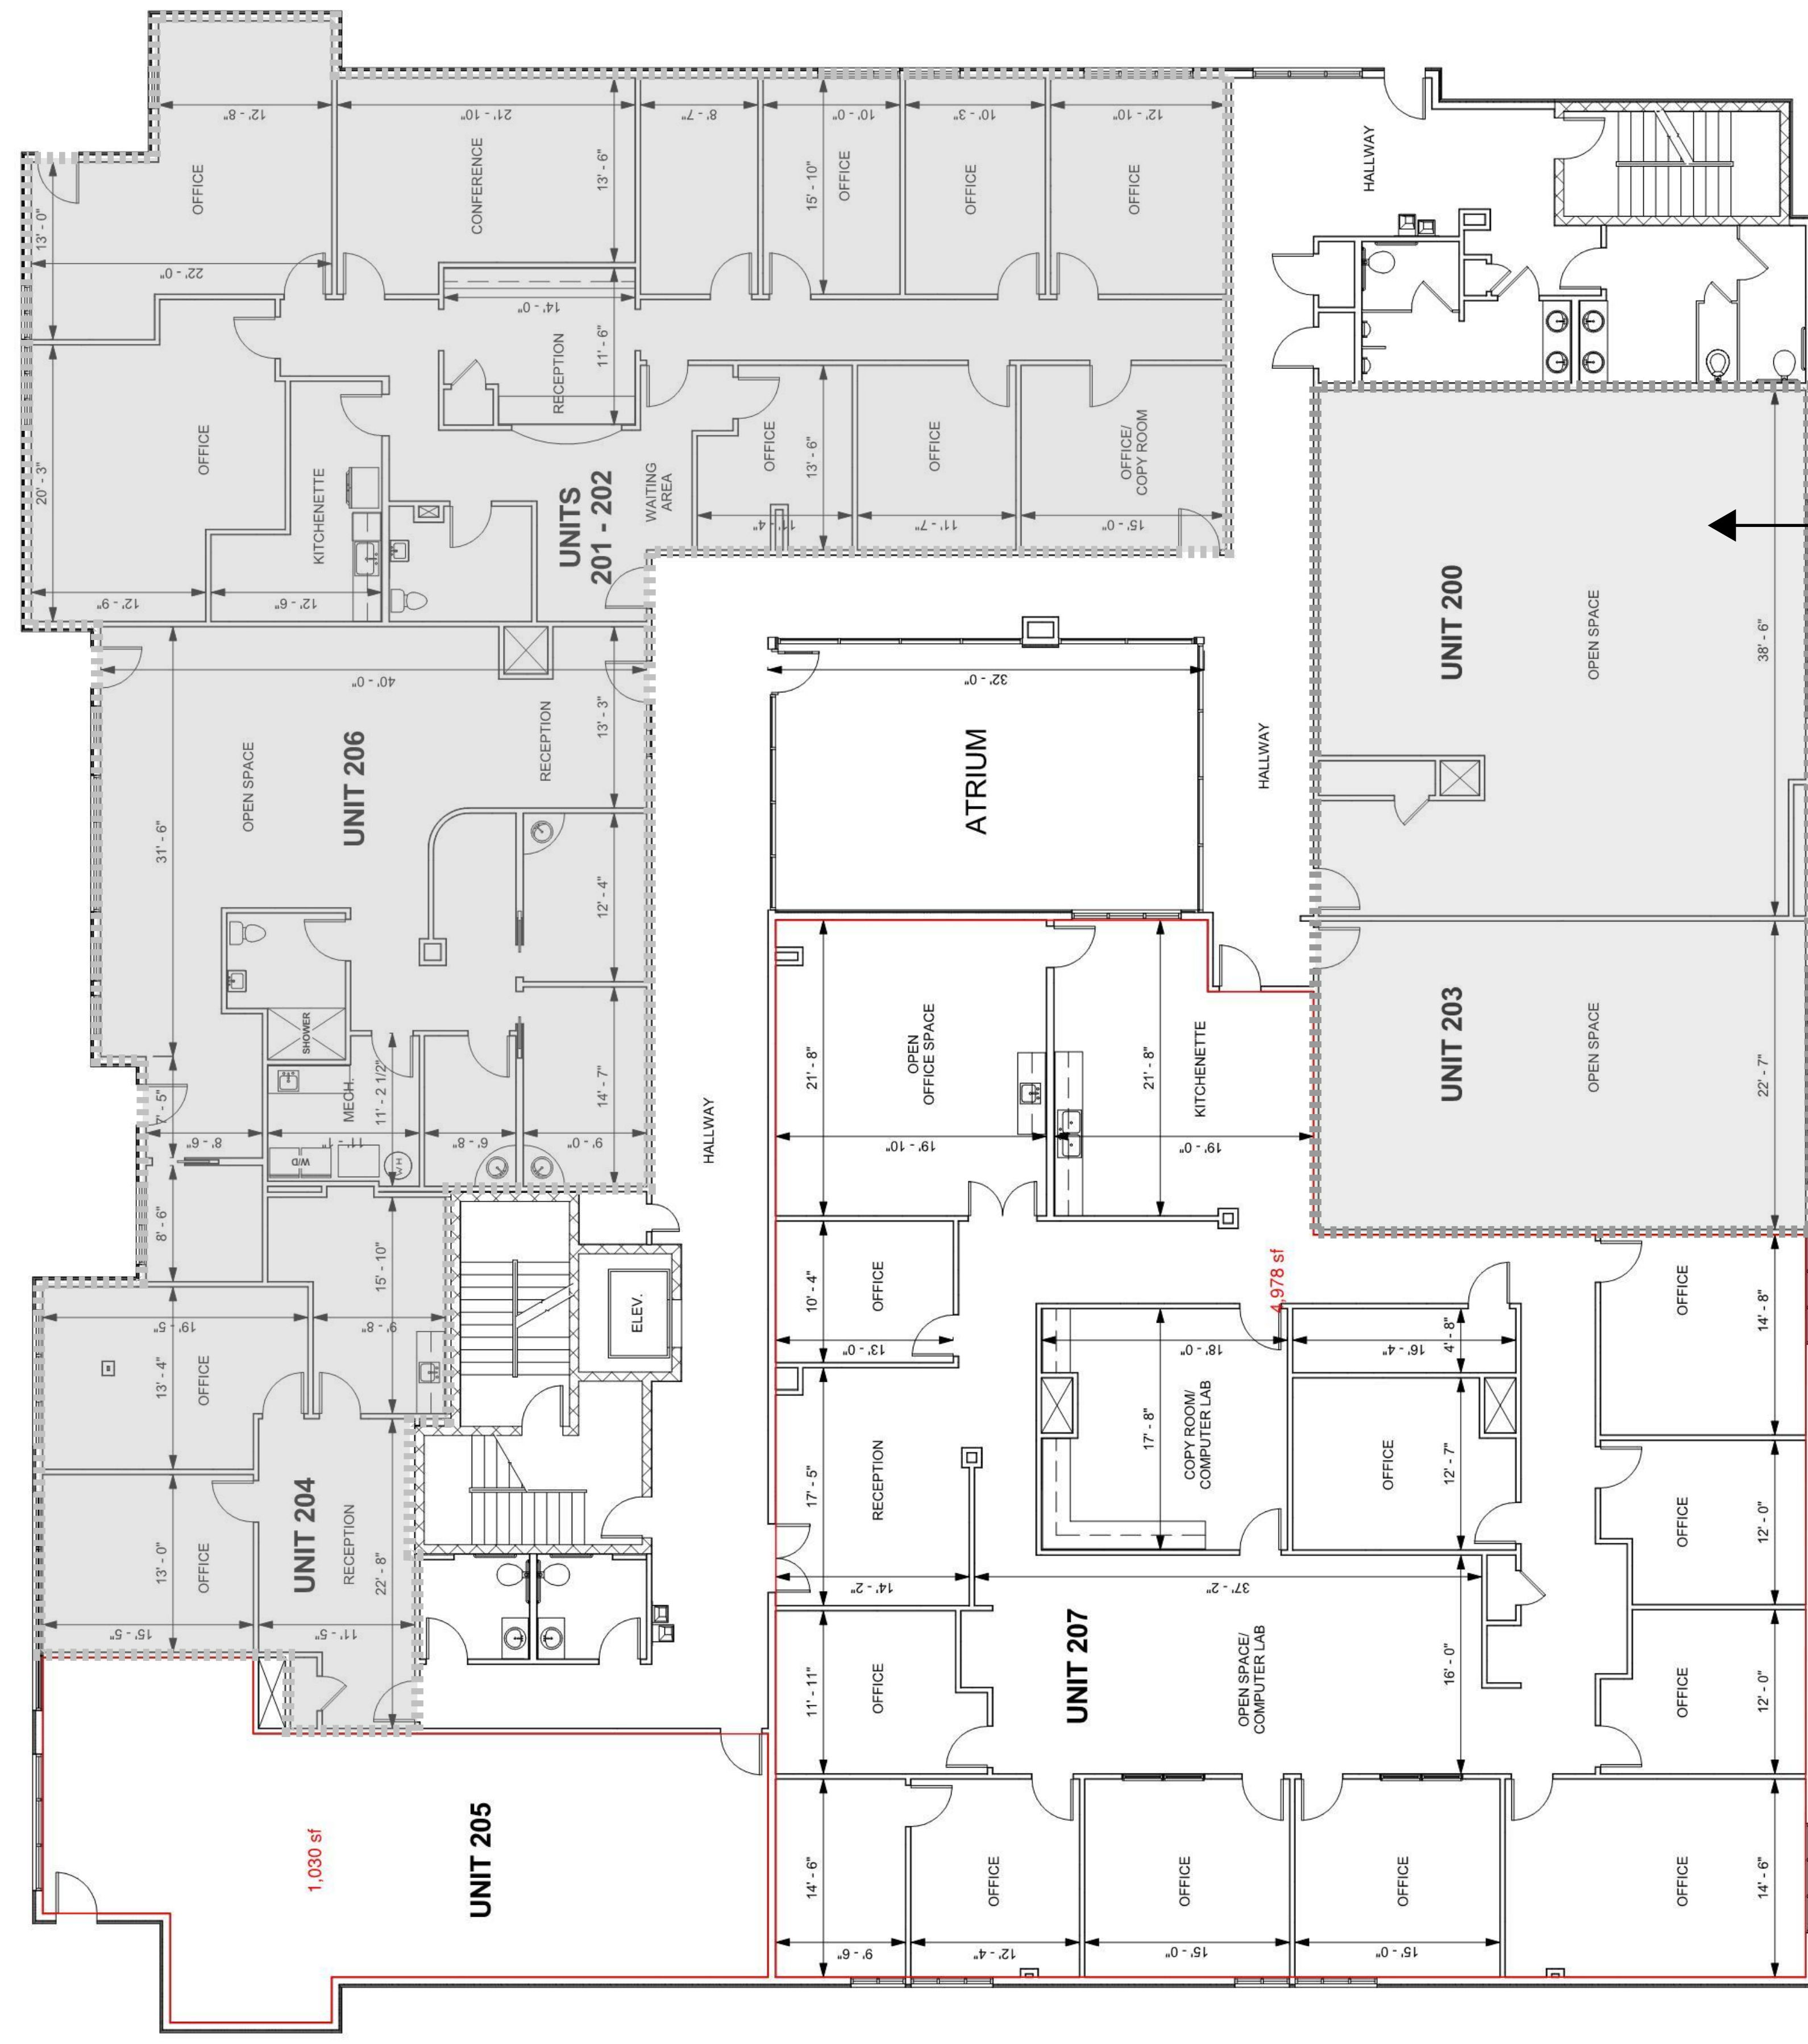 12' - 8"
21' - 10"
8' - 7"
10' - 0"
10' - 3"
12' - 10"
OFFICE
CONFERENCE
13' - 6"
15' - 10"
OFFICE
OFFICE
OFFICE
HALLWAY
13' - 0"
22' - 0"
14' - 0"
11' - 6"
RECEPTION
20' - 3"
OFFICE
KITCHENETTE
12' - 9"
12' - 6"
UNITS
201 - 202
WAITING
AREA
OFFICE
13' - 6"
OFFICE
OFFICE/
COPY ROOM
11' - 4"
11' - 7"
15' - 0"
UNIT 200
OPEN SPACE
38' - 6"
40' - 0"
32' - 0"
OPEN SPACE
UNIT 206
RECEPTION
13' - 3"
31' - 6"
12' - 4"
ATRIUM
HALLWAY
SHOWER
MECH.
11' - 2 1/2"
14' - 7"
7' - 5"
8' - 6"
11' - 1"
6' - 8"
9' - 0"
W/D
WH
HALLWAY
21' - 8"
OPEN
OFFICE SPACE
21' - 8"
KITCHENETTE
19' - 10"
19' - 0"
UNIT 203
OPEN SPACE
22' - 7"
8' - 6"
15' - 10"
19' - 5"
9' - 8"
13' - 4"
OFFICE
ELEV.
10' - 4"
OFFICE
13' - 0"
4,978 sf
18' - 0"
16' - 4"
4' - 8"
OFFICE
14' - 8"
17' - 5"
RECEPTION
17' - 8"
COPY ROOM/
COMPUTER LAB
OFFICE
12' - 7"
OFFICE
12' - 0"
13' - 0"
OFFICE
UNIT 204
RECEPTION
22' - 8"
15' - 5"
11' - 5"
14' - 2"
37' - 2"
11' - 11"
OFFICE
UNIT 207
OPEN SPACE/
COMPUTER LAB
16' - 0"
OFFICE
12' - 0"
1,030 sf
UNIT 205
14' - 6"
OFFICE
OFFICE
OFFICE
OFFICE
14' - 6"
9' - 6"
12' - 4"
15' - 0"
15' - 0"